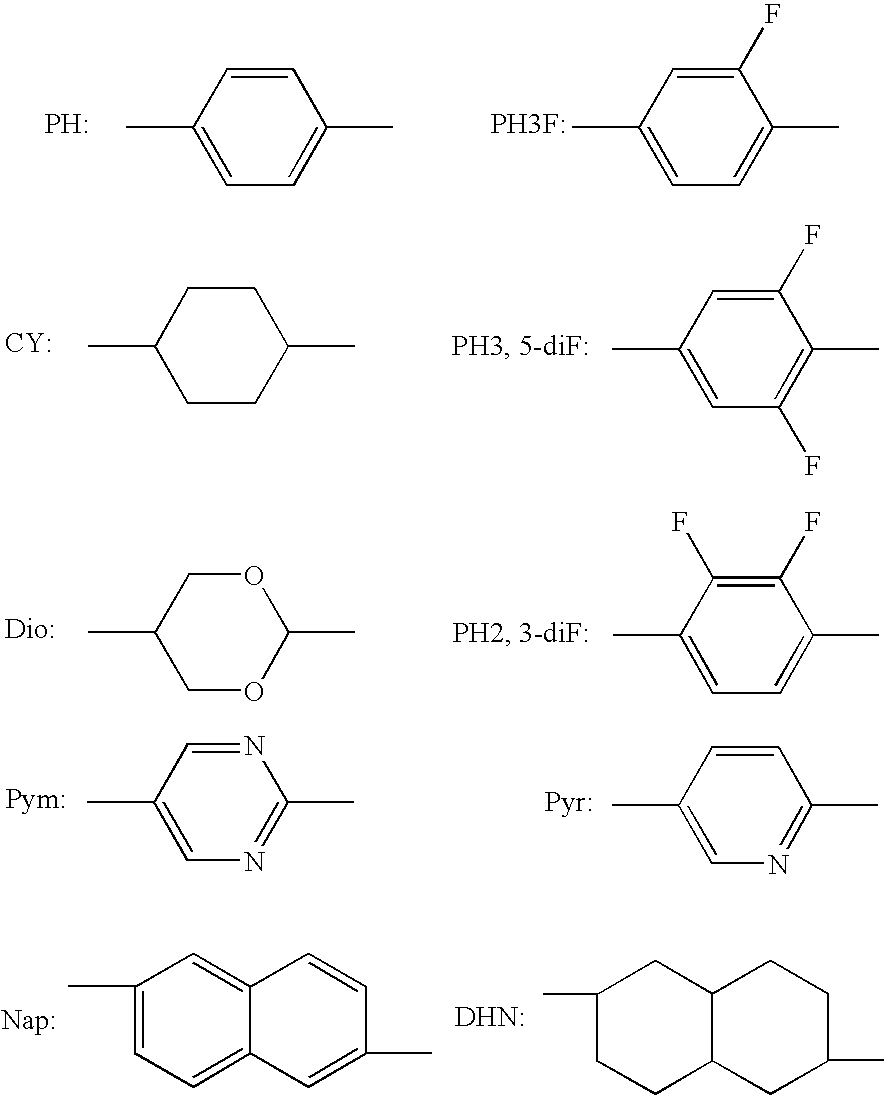 F
PH:
PH3F:
F
CY:
PH3, 5-diF:
F
F F
O
Dio:
PH2, 3-diF:
O
N
Pym:
Pyr:
N
N
Nap:
DHN: